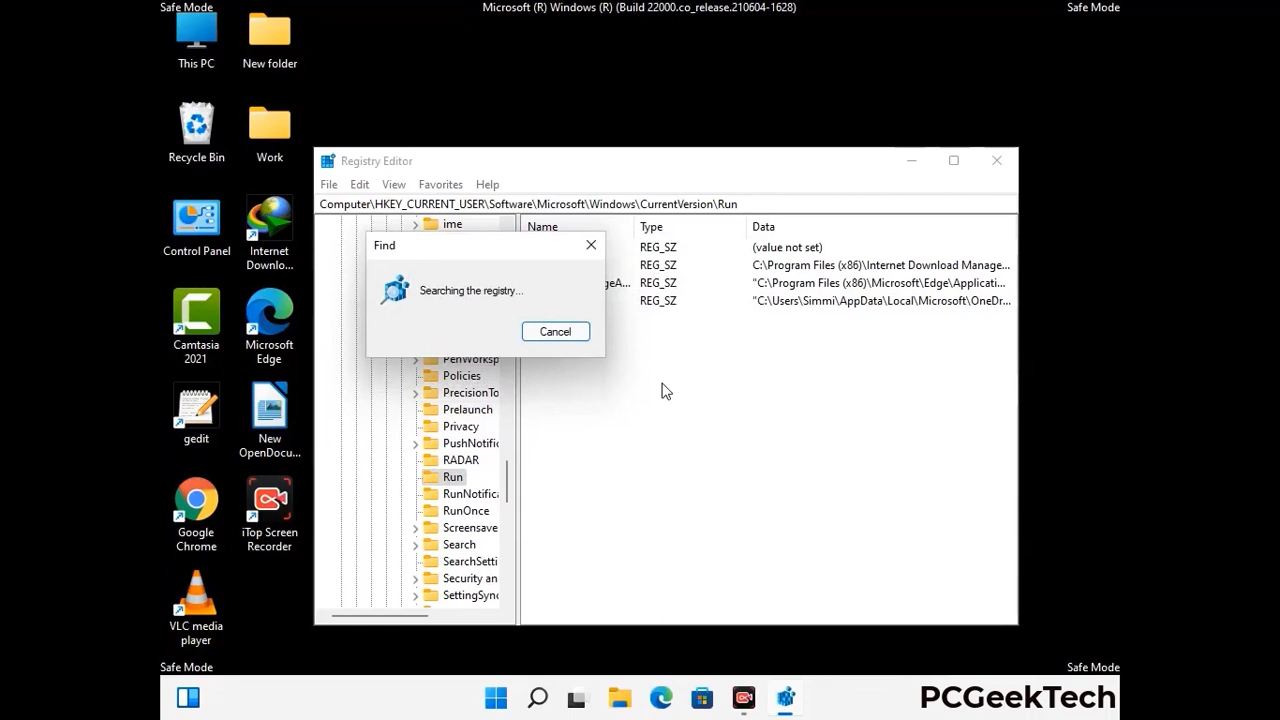 Safe Mode
Microsoft (R) Windows (R) (Build 22000.co_release.210604-1628)
Safe Mode
This PC
New folder
Recycle Bin
Work
Control Panel
Internet
Downlo...
Camtasia
2021
Microsoft
Edge
gedit
New
OpenDocu...
Google
Chrome
iTop Screen
Recorder
VLC media
player
Registry Editor
File Edit View Favorites Help
Computer\HKEY_CURRENT_USER\Software\Microsoft\Windows\CurrentVersion\Run
ime
PenWorksp
Policies
PrecisionTo
Prelaunch
Privacy
PushNotific
RADAR
Run
RunNotifica
RunOnce
Screensave
Search
SearchSetti
Security an
SettingSync
Name Type Data
REG_SZ (value not set)
REG_SZ C:\Program Files (x86)\Internet Download Manage...
geA... REG_SZ "C:\Program Files (x86)\Microsoft\Edge\Applicati...
REG_SZ "C:\Users\Simmi\AppData\Local\Microsoft\OneDr...
Find
Searching the registry...
Cancel
Safe Mode
Safe Mode
PCGeekTech